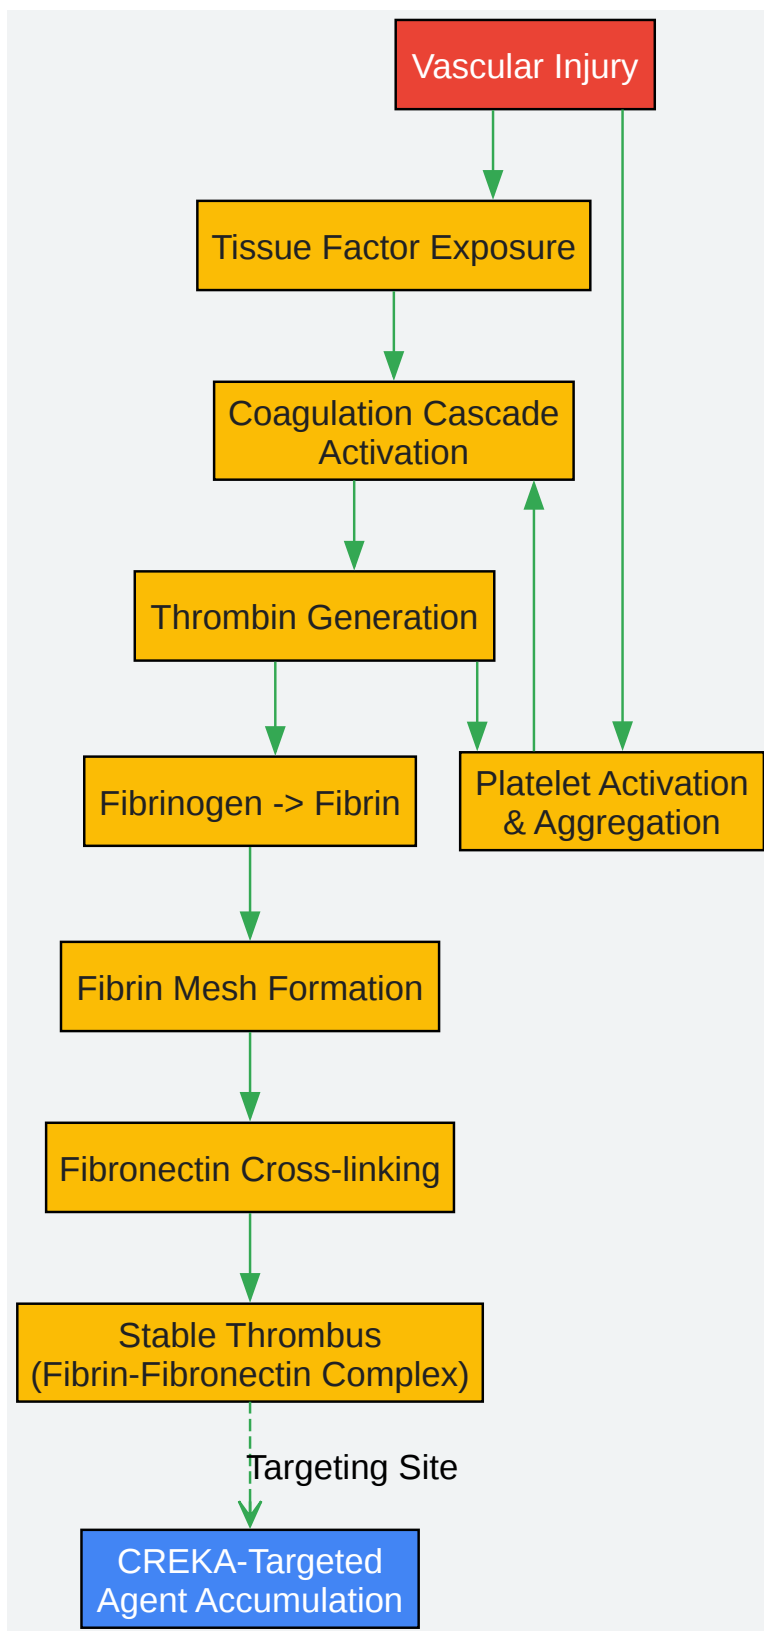 Vascular Injury
Tissue Factor Exposure
Coagulation Cascade
Activation
Thrombin Generation
Fibrinogen -> Fibrin
Platelet Activation
& Aggregation
Fibrin Mesh Formation
Fibronectin Cross-linking
Stable Thrombus
(Fibrin-Fibronectin Complex)
Targeting Site
CREKA-Targeted
Agent Accumulation